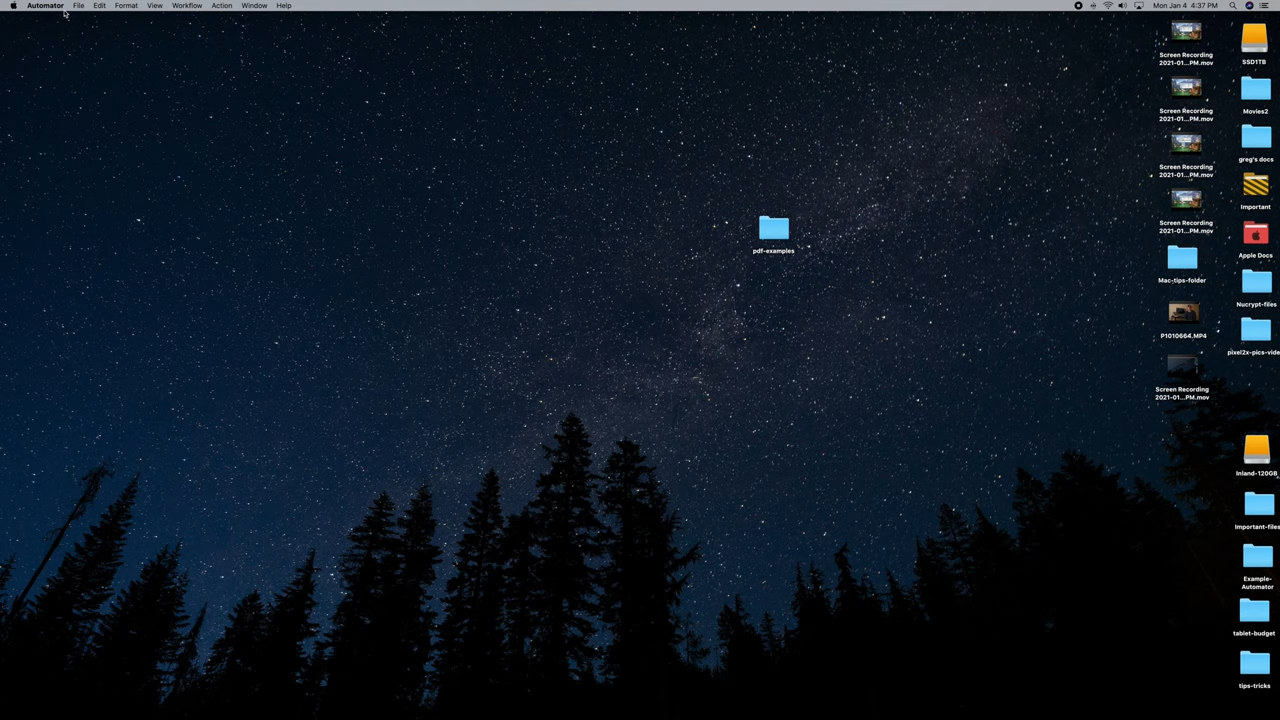 Automator File Edit Format View Workflow Action Window Help
Mon Jan 4 4:37 PM
Screen Recording
2021-01...PM.mov
SSD1TB
Screen Recording
2021-01...PM.mov
Movies2
Screen Recording
2021-01...PM.mov
greg's docs
Screen Recording
2021-01...PM.mov
Important
pdf-examples
Apple Docs
Mac-tips-folder
Nucrypt-files
P1010664.MP4
pixel2x-pics-vide
Screen Recording
2021-01...PM.mov
Inland-120GB
Important-files
Example-
Automator
tablet-budget
tips-tricks